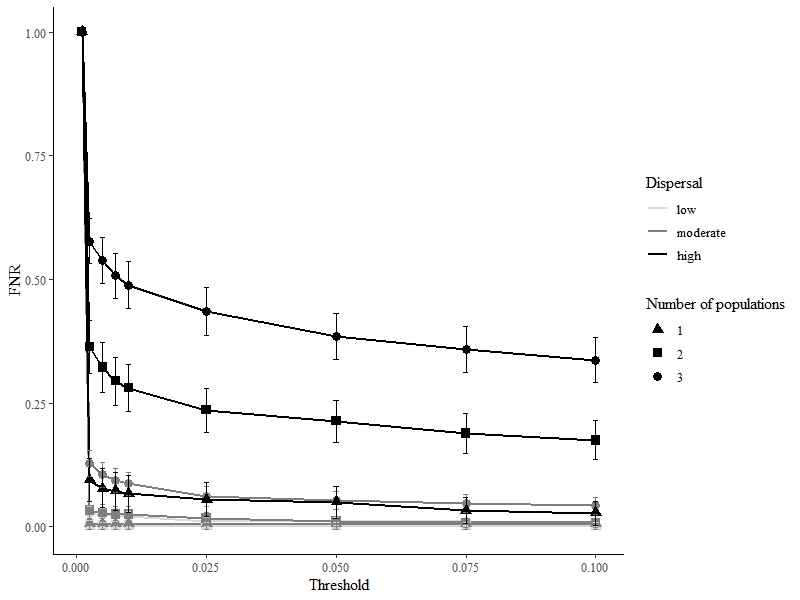 1.00
0.75
0.50
0.25
0.00
FNR
0.000 0.025 0.050 0.075 0.100
Threshold
Dispersal
low
moderate
high
Number of populations
1
2
3